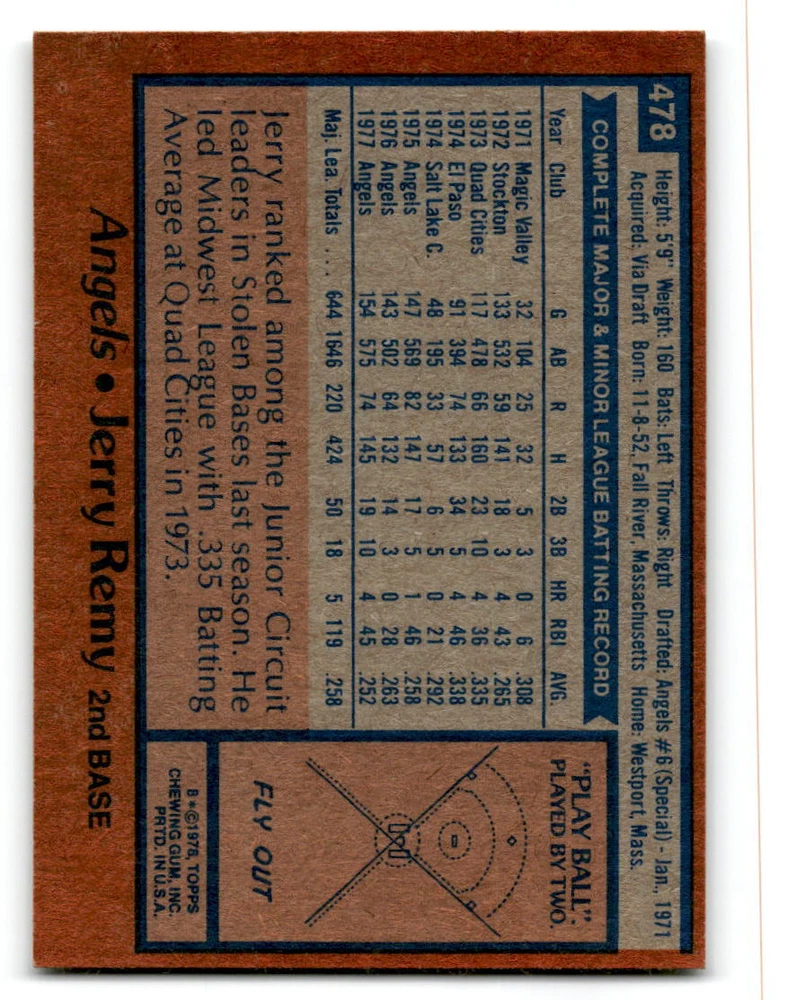 478
Height: 5'9" Weight: 160 Bats: Left Throws: Right Drafted: Angels #6 (Special) - Jan., 1971
Acquired: Via Draft Born: 11-8-52, Fall River, Massachusetts Home: Westport, Mass.
COMPLETE MAJOR & MINOR LEAGUE BATTING RECORD
Year Club G AB R H 2B 3B HR RBI AVG.
1971 Magic Valley 32 104 25 32 5 3 0 6 .308
1972 Stockton 133 532 59 141 18 3 4 43 .265
1973 Quad Cities 117 478 66 160 23 10 4 36 .335
1974 El Paso 91 394 74 133 34 5 4 46 .338
1974 Salt Lake C. 48 195 33 57 6 5 0 21 .292
1975 Angels 147 569 82 147 17 5 1 46 .258
1976 Angels 143 502 64 132 14 3 0 28 .263
1977 Angels 154 575 74 145 19 10 4 45 .252
Maj. Lea. Totals ... 644 1646 220 424 50 18 5 119 .258
Jerry ranked among the Junior Circuit
leaders in Stolen Bases last season. He
led Midwest League with .335 Batting
Average at Quad Cities in 1973.
"PLAY BALL"
PLAYED BY TWO.
FLY OUT
B*©1978, TOPPS
CHEWING GUM, INC.
PRTD. IN U.S.A.
Angels • Jerry Remy 2nd BASE